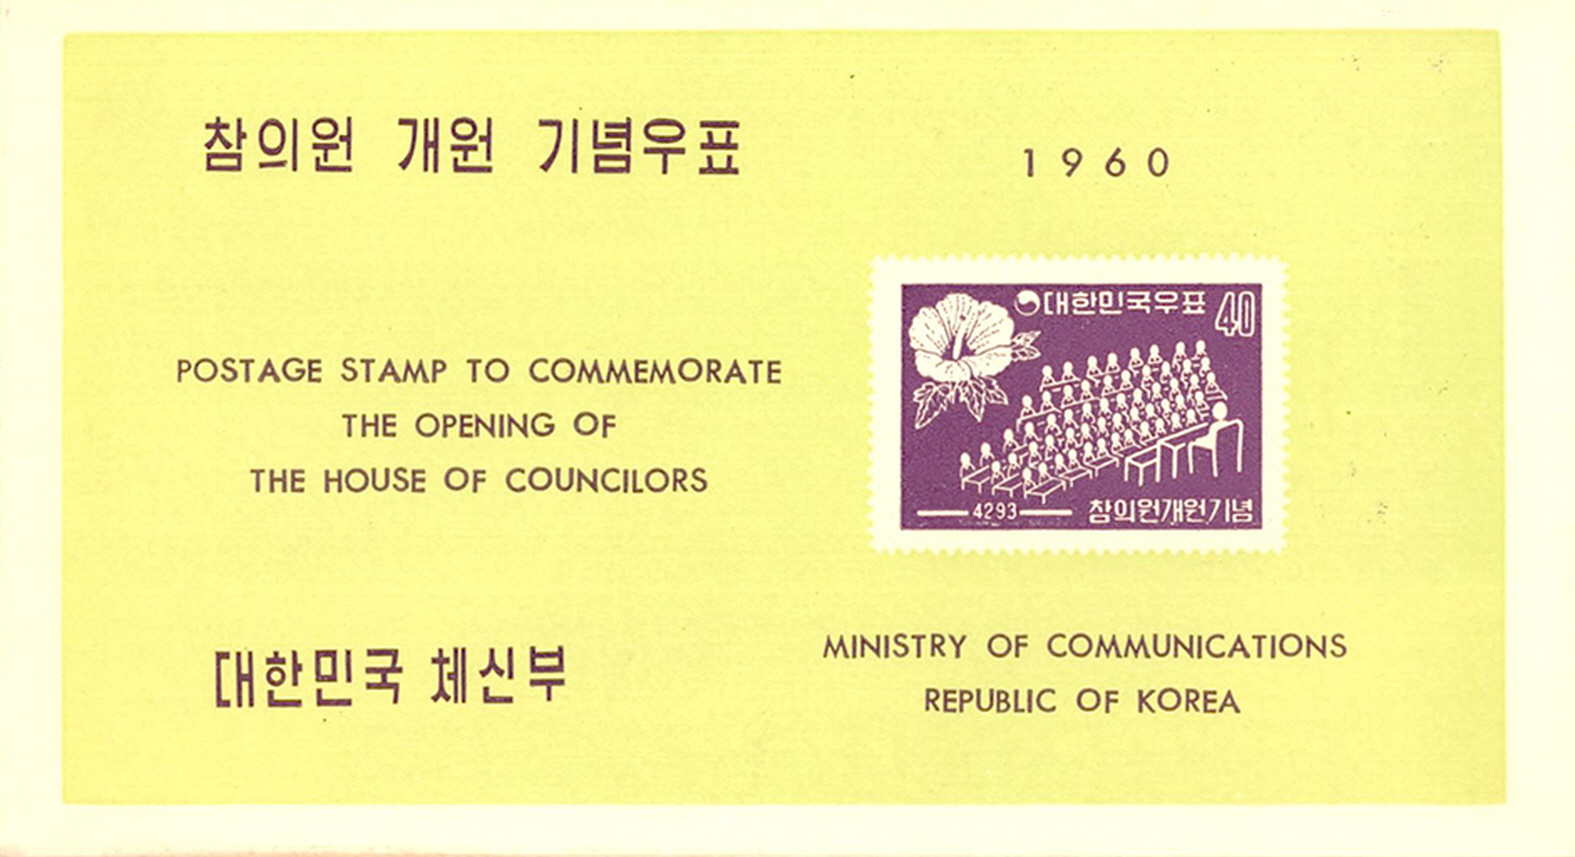 참의원 개원 기념우표
1960
POSTAGE STAMP TO COMMEMORATE
THE OPENING OF
THE HOUSE OF COUNCILORS
대한민국우표 40
4293 참의원개원기념
대한민국 체신부
MINISTRY OF COMMUNICATIONS
REPUBLIC OF KOREA